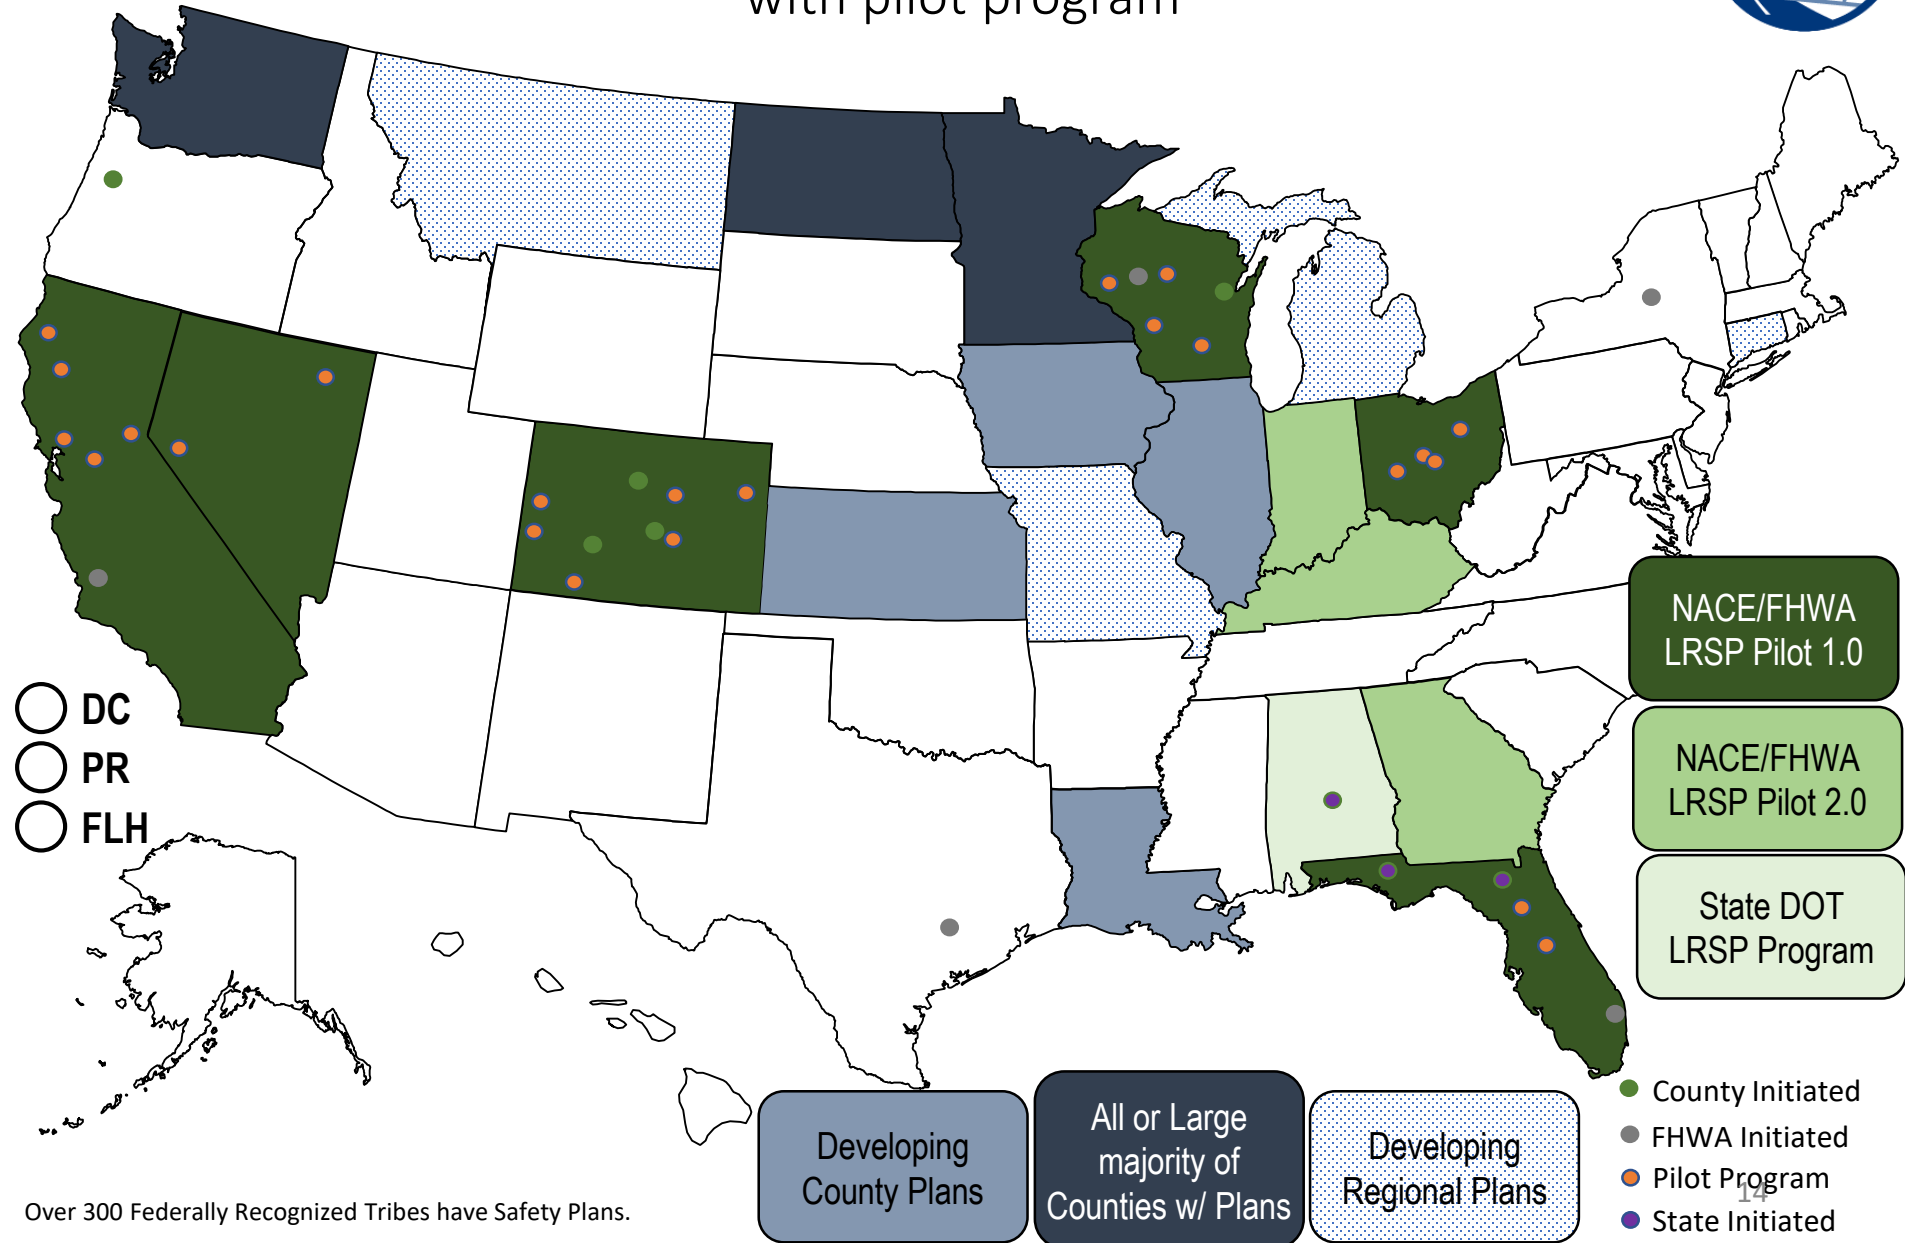 with pilot program
DC
PR
FLH
NACE/FHWA
LRSP Pilot 1.0
NACE/FHWA
LRSP Pilot 2.0
State DOT
LRSP Program
Developing
County Plans
All or Large
majority of
Counties w/ Plans
Developing
Regional Plans
County Initiated
FHWA Initiated
Pilot Program
State Initiated
14
Over 300 Federally Recognized Tribes have Safety Plans.